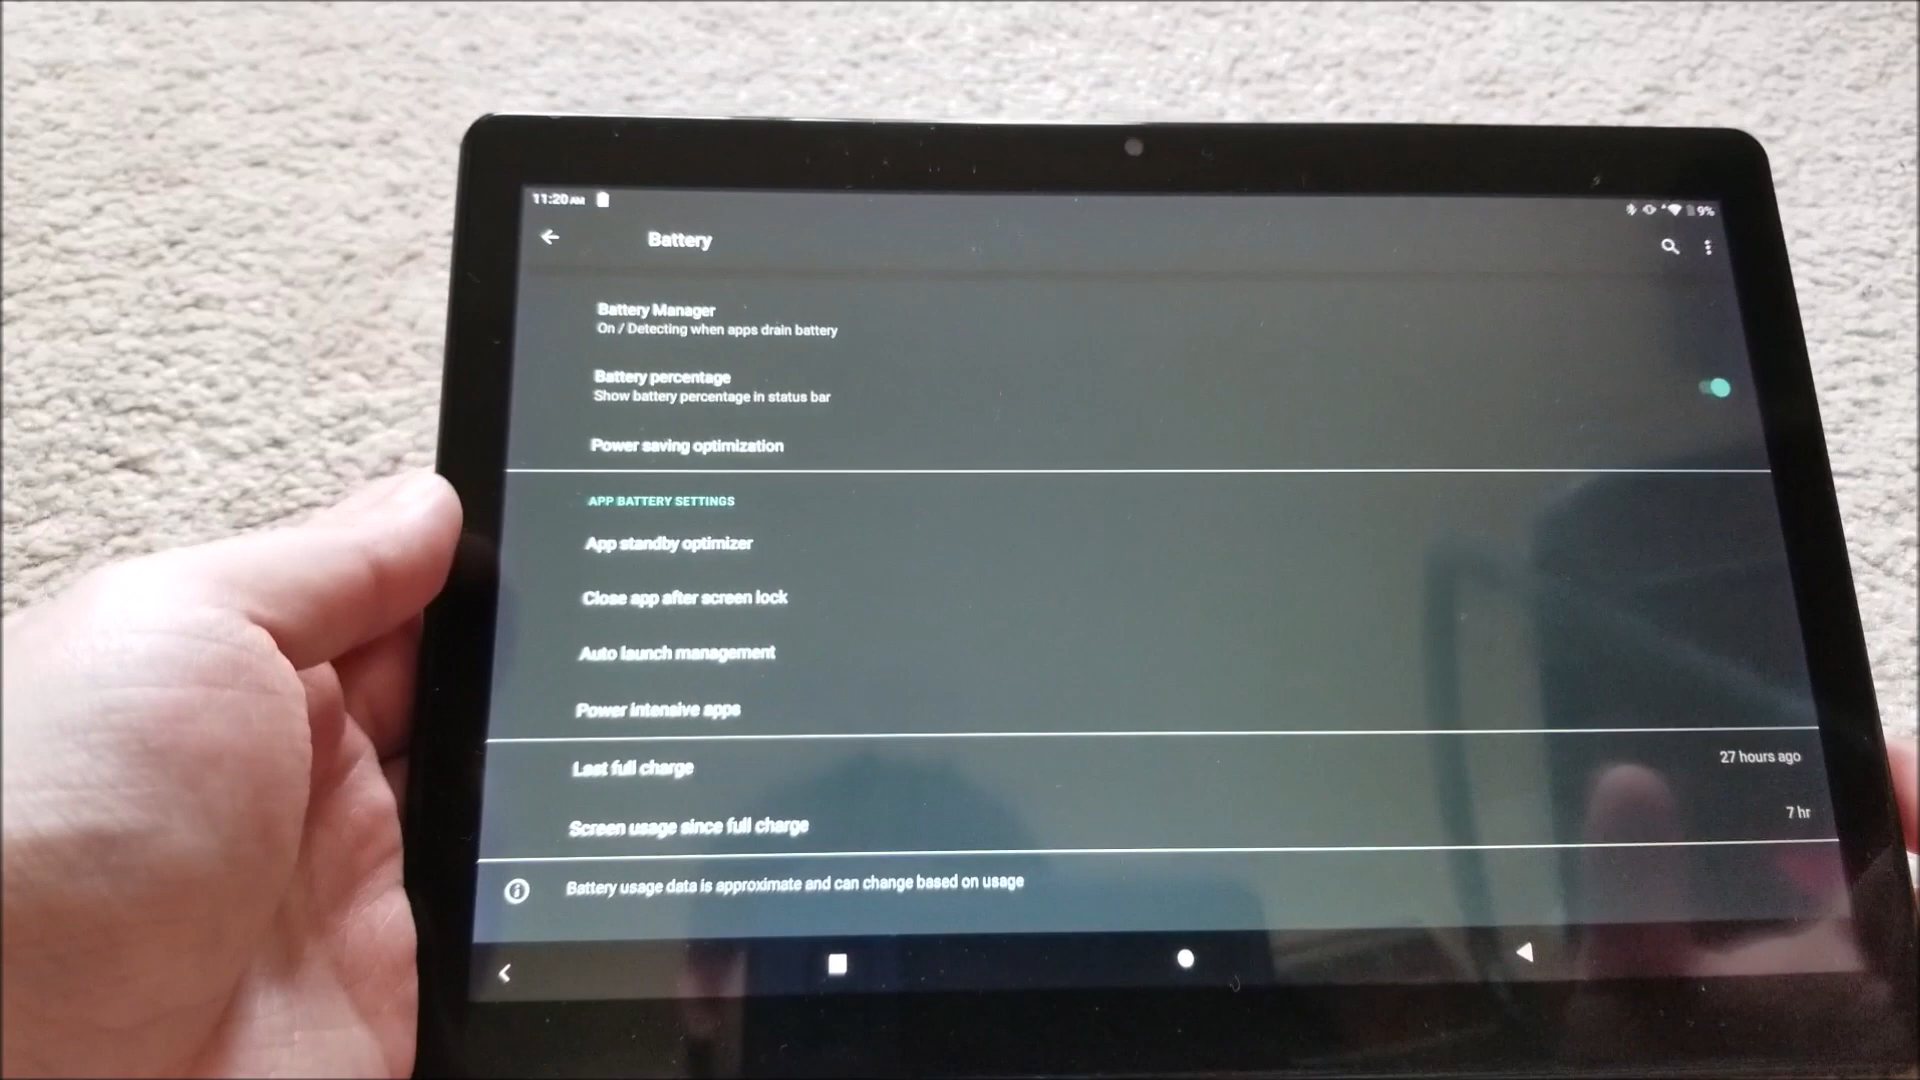 11:20 AM
9%
Battery
Battery Manager
On / Detecting when apps drain battery
Battery percentage
Show battery percentage in status bar
Power saving optimization
APP BATTERY SETTINGS
App standby optimizer
Close app after screen lock
Auto launch management
Power intensive apps
Last full charge
27 hours ago
Screen usage since full charge
7 hr
Battery usage data is approximate and can change based on usage